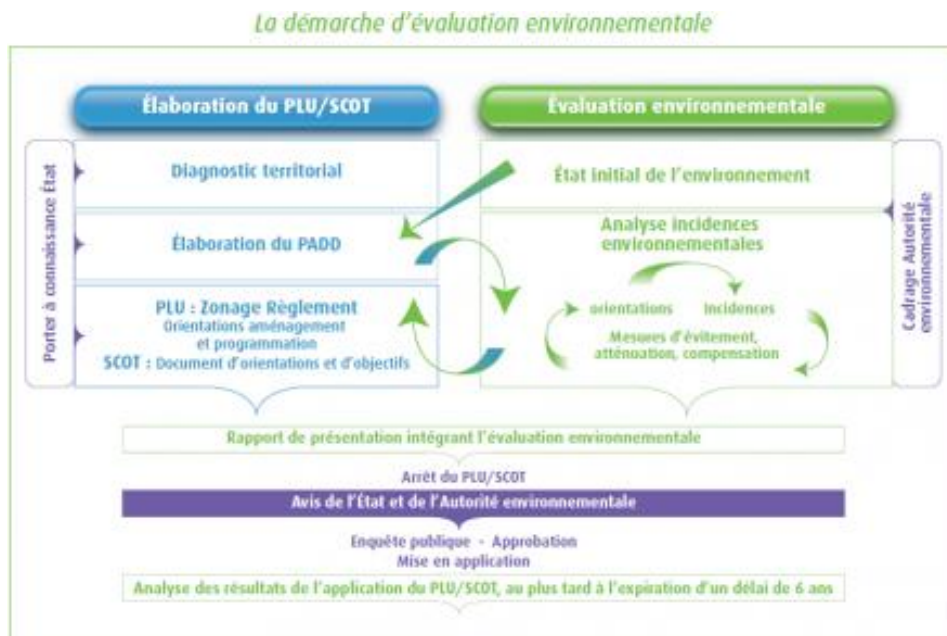 La démarche d'évaluation environnementale
Élaboration du PLU/SCOT
Évaluation environnementale
Porter à connaissance État
Diagnostic territorial
État initial de l'environnement
Cadrage Autorité
environnementale
Élaboration du PADD
Analyse incidences
environnementales
PLU : Zonage Règlement
Orientations aménagement
et programmation
SCOT : Document d'orientations et d'objectifs
orientations
Incidences
Mesures d'évitement,
atténuation, compensation
Rapport de présentation intégrant l'évaluation environnementale
Arrêt du PLU/SCOT
Avis de l'État et de l'Autorité environnementale
Enquête publique - Approbation
Mise en application
Analyse des résultats de l'application du PLU/SCOT, au plus tard à l'expiration d'un délai de 6 ans